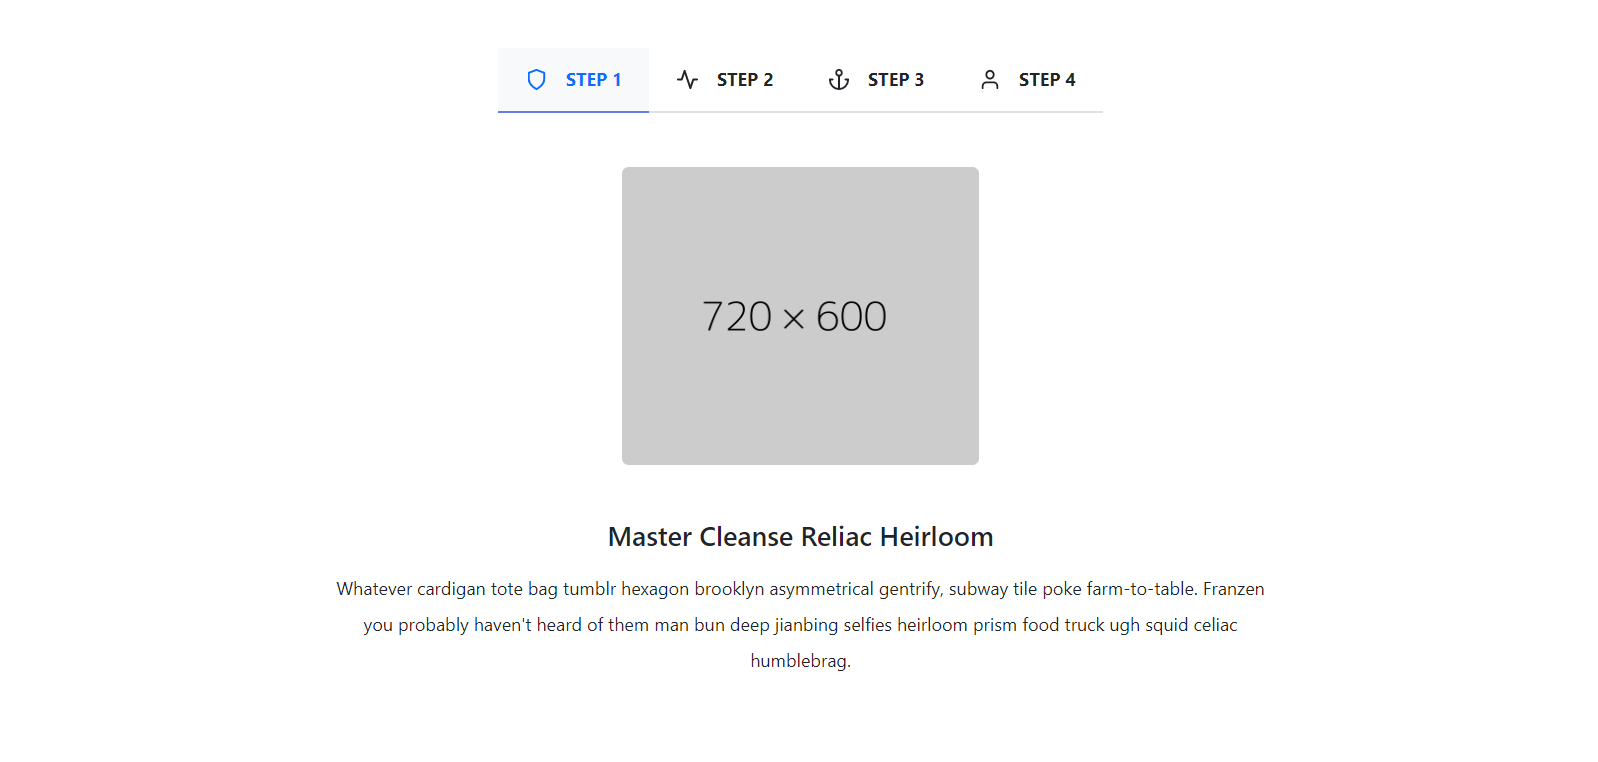 STEP 1 STEP 2 STEP 3 STEP 4
720 × 600
Master Cleanse Reliac Heirloom
Whatever cardigan tote bag tumblr hexagon brooklyn asymmetrical gentrify, subway tile poke farm-to-table. Franzen
you probably haven't heard of them man bun deep jianbing selfies heirloom prism food truck ugh squid celiac
humblebrag.